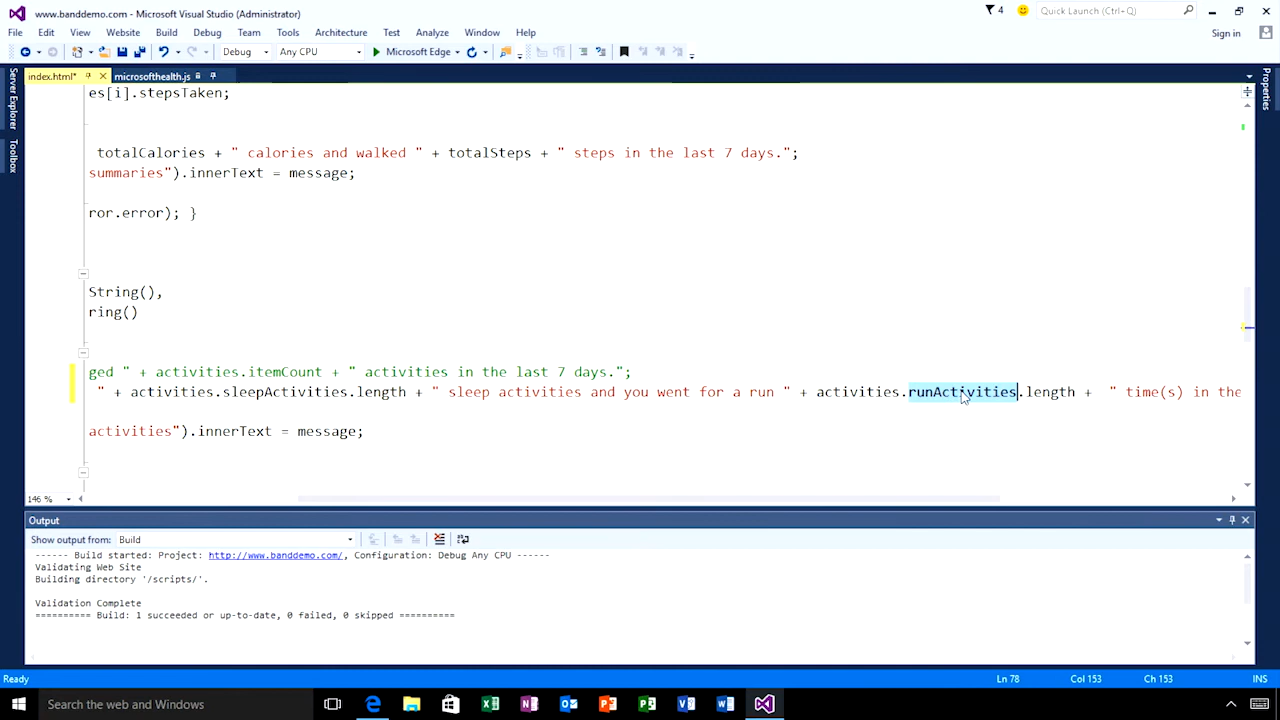 www.banddemo.com - Microsoft Visual Studio (Administrator)
4
Quick Launch (Ctrl+Q)
File Edit View Website Build Debug Team Tools Architecture Test Analyze Window Help
Sign in
Debug Any CPU Microsoft Edge
Server Explorer
Toolbox
Properties
index.html* microsofthealth.js
es[i].stepsTaken;
totalCalories + " calories and walked " + totalSteps + " steps in the last 7 days.";
summaries").innerText = message;
ror.error); }
String(),
ring()
ged " + activities.itemCount + " activities in the last 7 days.";
" + activities.sleepActivities.length + " sleep activities and you went for a run " + activities.runActivities.length + " time(s) in the
activities").innerText = message;
146 %
Output
Show output from: Build
------ Build started: Project: http://www.banddemo.com/, Configuration: Debug Any CPU ------
Validating Web Site
Building directory '/scripts/'.
Validation Complete
========== Build: 1 succeeded or up-to-date, 0 failed, 0 skipped ==========
Ready
Ln 78 Col 153 Ch 153 INS
Search the web and Windows